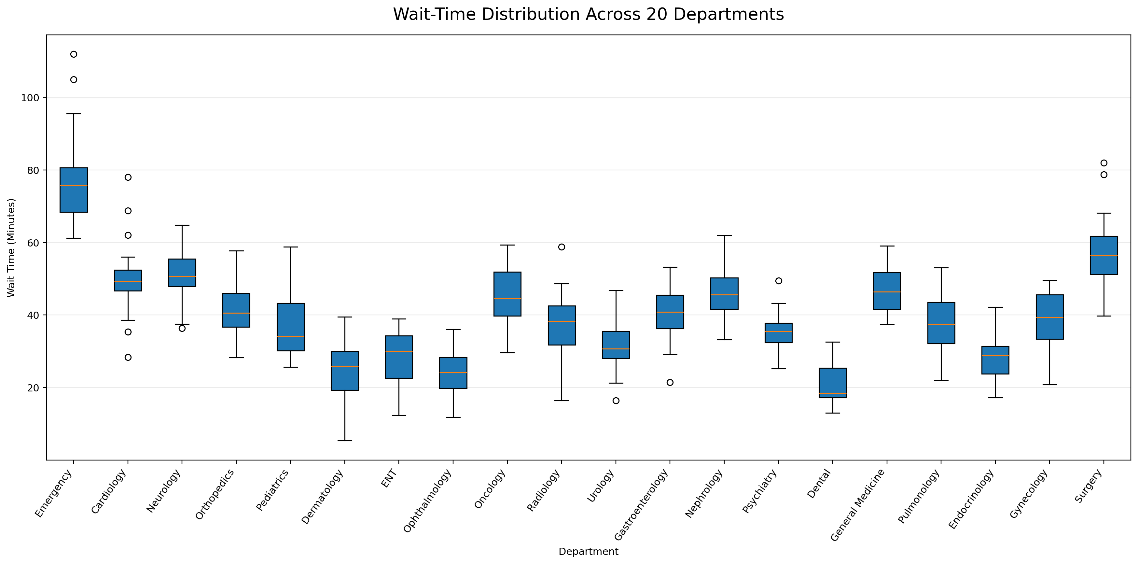 Wait-Time Distribution Across 20 Departments
Wait Time (Minutes)
100
80
60
40
20
Emergency
Cardiology
Neurology
Orthopedics
Pediatrics
Dermatology
ENT
Ophthalmology
Oncology
Radiology
Urology
Gastroenterology
Nephrology
Psychiatry
Dental
General Medicine
Pulmonology
Endocrinology
Gynecology
Surgery
Department